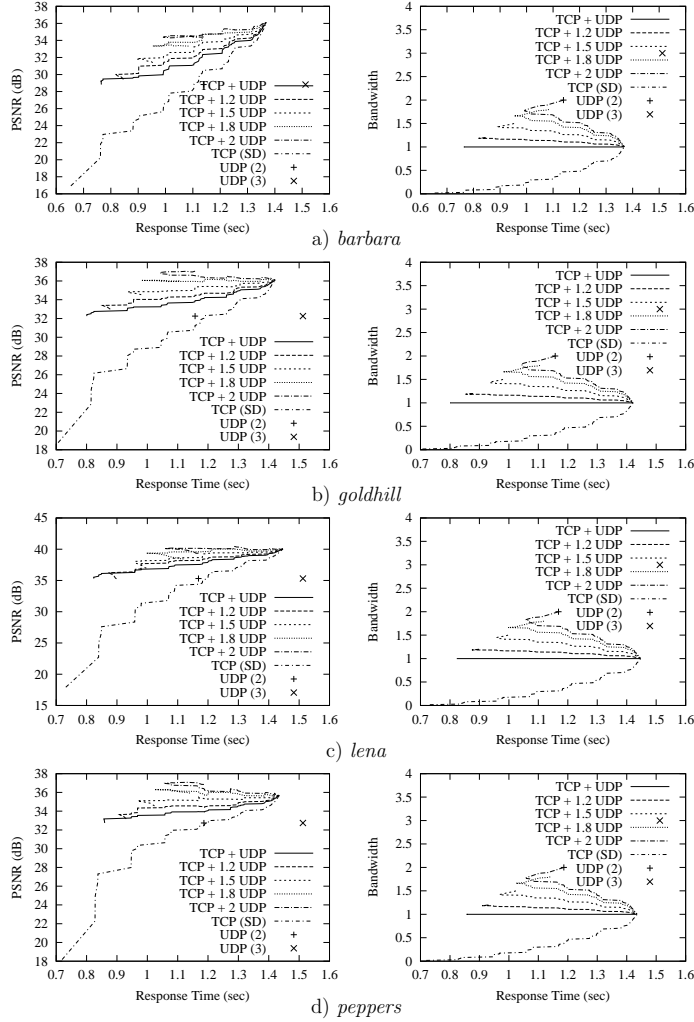 PSNR (dB)
36
34
32
30
28
26
24
22
20
18
16
0.6 0.7 0.8 0.9 1 1.1 1.2 1.3 1.4 1.5 1.6
Response Time (sec)
TCP + UDP
TCP + 1.2 UDP
TCP + 1.5 UDP
TCP + 1.8 UDP
TCP + 2 UDP
TCP (SD)
UDP (2)
UDP (3)
Bandwidth
4
3.5
3
2.5
2
1.5
1
0.5
0
0.6 0.7 0.8 0.9 1 1.1 1.2 1.3 1.4 1.5 1.6
Response Time (sec)
TCP + UDP
TCP + 1.2 UDP
TCP + 1.5 UDP
TCP + 1.8 UDP
TCP + 2 UDP
TCP (SD)
UDP (2)
UDP (3)
a) barbara
PSNR (dB)
38
36
34
32
30
28
26
24
22
20
18
0.7 0.8 0.9 1 1.1 1.2 1.3 1.4 1.5 1.6
Response Time (sec)
TCP + UDP
TCP + 1.2 UDP
TCP + 1.5 UDP
TCP + 1.8 UDP
TCP + 2 UDP
TCP (SD)
UDP (2)
UDP (3)
Bandwidth
4
3.5
3
2.5
2
1.5
1
0.5
0
0.7 0.8 0.9 1 1.1 1.2 1.3 1.4 1.5 1.6
Response Time (sec)
TCP + UDP
TCP + 1.2 UDP
TCP + 1.5 UDP
TCP + 1.8 UDP
TCP + 2 UDP
TCP (SD)
UDP (2)
UDP (3)
b) goldhill
PSNR (dB)
45
40
35
30
25
20
15
0.7 0.8 0.9 1 1.1 1.2 1.3 1.4 1.5 1.6
Response Time (sec)
TCP + UDP
TCP + 1.2 UDP
TCP + 1.5 UDP
TCP + 1.8 UDP
TCP + 2 UDP
TCP (SD)
UDP (2)
UDP (3)
Bandwidth
4
3.5
3
2.5
2
1.5
1
0.5
0
0.7 0.8 0.9 1 1.1 1.2 1.3 1.4 1.5 1.6
Response Time (sec)
TCP + UDP
TCP + 1.2 UDP
TCP + 1.5 UDP
TCP + 1.8 UDP
TCP + 2 UDP
TCP (SD)
UDP (2)
UDP (3)
c) lena
PSNR (dB)
38
36
34
32
30
28
26
24
22
20
18
0.7 0.8 0.9 1 1.1 1.2 1.3 1.4 1.5 1.6
Response Time (sec)
TCP + UDP
TCP + 1.2 UDP
TCP + 1.5 UDP
TCP + 1.8 UDP
TCP + 2 UDP
TCP (SD)
UDP (2)
UDP (3)
Bandwidth
4
3.5
3
2.5
2
1.5
1
0.5
0
0.7 0.8 0.9 1 1.1 1.2 1.3 1.4 1.5 1.6
Response Time (sec)
TCP + UDP
TCP + 1.2 UDP
TCP + 1.5 UDP
TCP + 1.8 UDP
TCP + 2 UDP
TCP (SD)
UDP (2)
UDP (3)
d) peppers